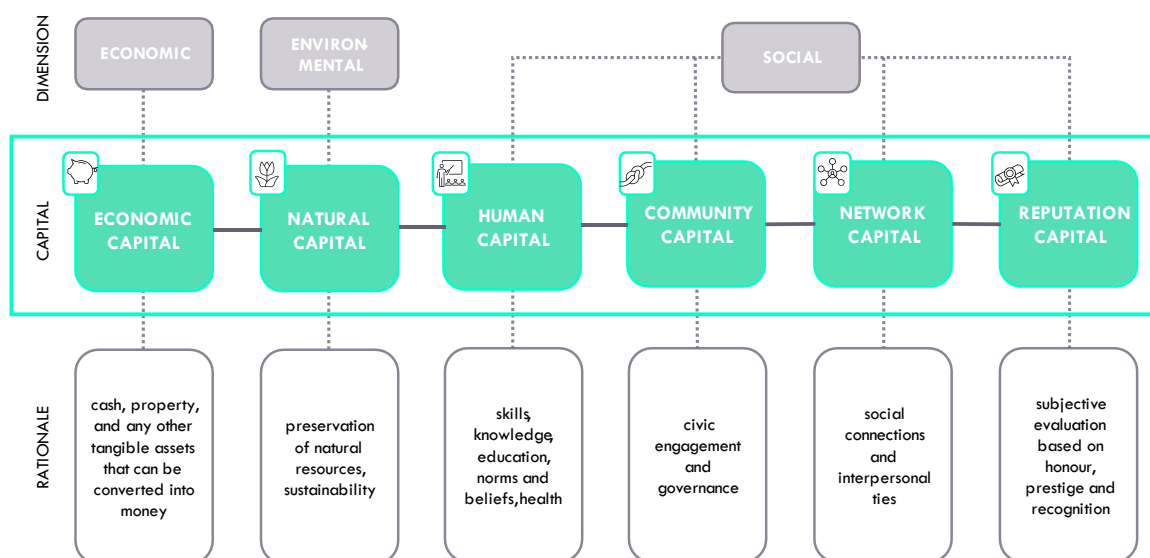 DIMENSION
ECONOMIC
ENVIRON-
MENTAL
SOCIAL
CAPITAL
ECONOMIC
CAPITAL
NATURAL
CAPITAL
HUMAN
CAPITAL
COMMUNITY
CAPITAL
NETWORK
CAPITAL
REPUTATION
CAPITAL
RATIONALE
cash, property,
and any other
tangible assets
that can be
converted into
money
preservation
of natural
resources,
sustainability
skills,
knowledge,
education,
norms and
beliefs,health
civic
engagement
and
governance
social
connections
and
interpersonal
ties
subjective
evaluation
based on
honour,
prestige and
recognition